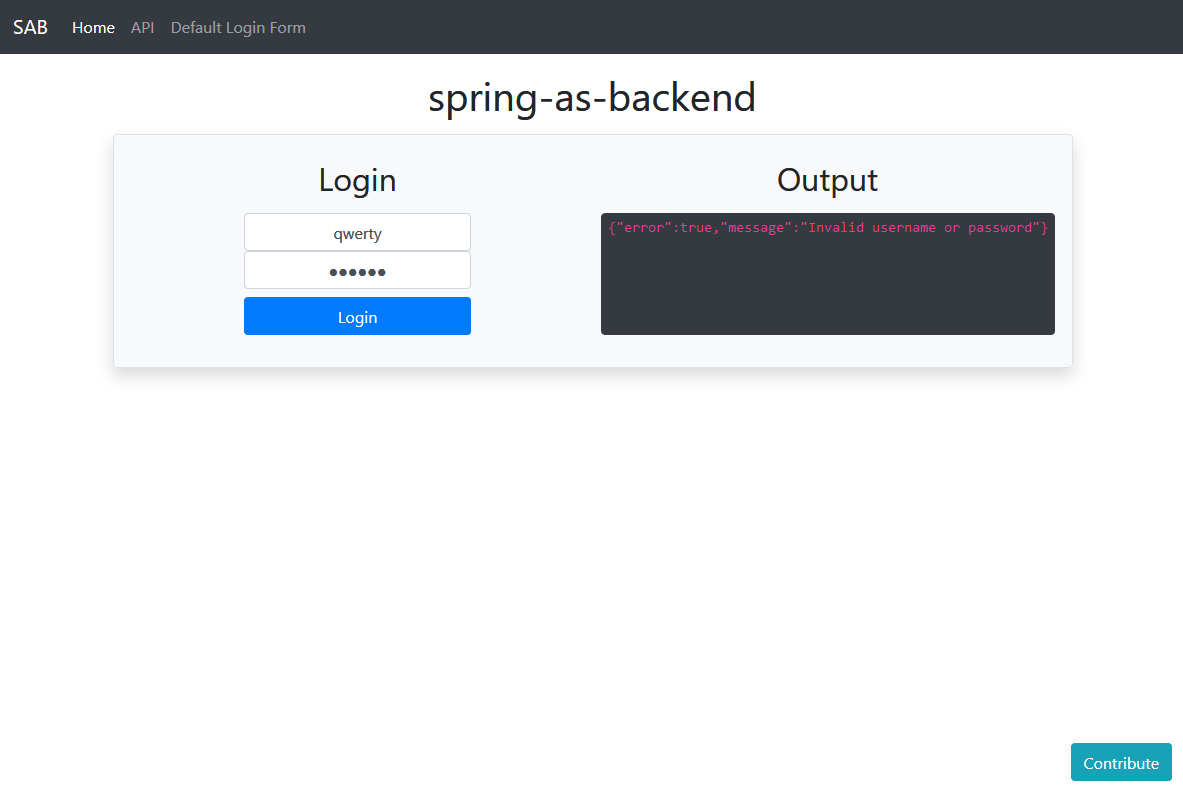 SAB Home API Default Login Form
spring-as-backend
Login
qwerty
●●●●●●
Login
Output
{"error":true,"message":"Invalid username or password"}
Contribute